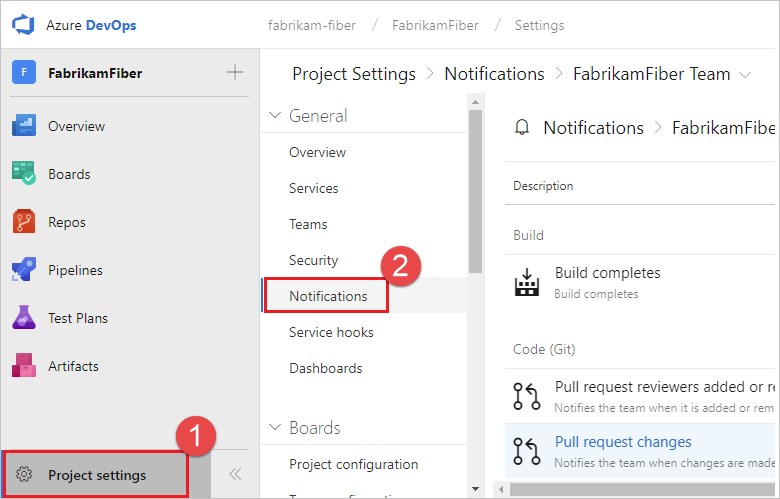 Azure DevOps
fabrikam-fiber / FabrikamFiber / Settings
F FabrikamFiber
Overview
Boards
Repos
Pipelines
Test Plans
Artifacts
1
Project settings
Project Settings > Notifications > FabrikamFiber Team
General
Overview
Services
Teams
Security
2
Notifications
Service hooks
Dashboards
Boards
Project configuration
Notifications > FabrikamFibe
Description
Build
Build completes
Build completes
Code (Git)
Pull request reviewers added or re
Notifies the team when it is added or rem
Pull request changes
Notifies the team when changes are made